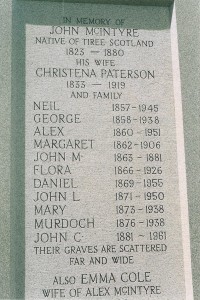 IN MEMORY OF
JOHN McINTYRE
NATIVE OF TIREE SCOTLAND
1823 - 1880
HIS WIFE
CHRISTENA PATERSON
1833 - 1919
AND FAMILY
NEIL 1857-1945
GEORGE 1858-1938
ALEX 1860-1951
MARGARET 1862-1906
JOHN M. 1863-1881
FLORA 1866-1926
DANIEL 1869-1955
JOHN L. 1871-1950
MARY 1873-1938
MURDOCH 1876-1938
JOHN C. 1881-1961
THEIR GRAVES ARE SCATTERED
FAR AND WIDE
ALSO EMMA COLE
WIFE OF ALEX McINTYRE